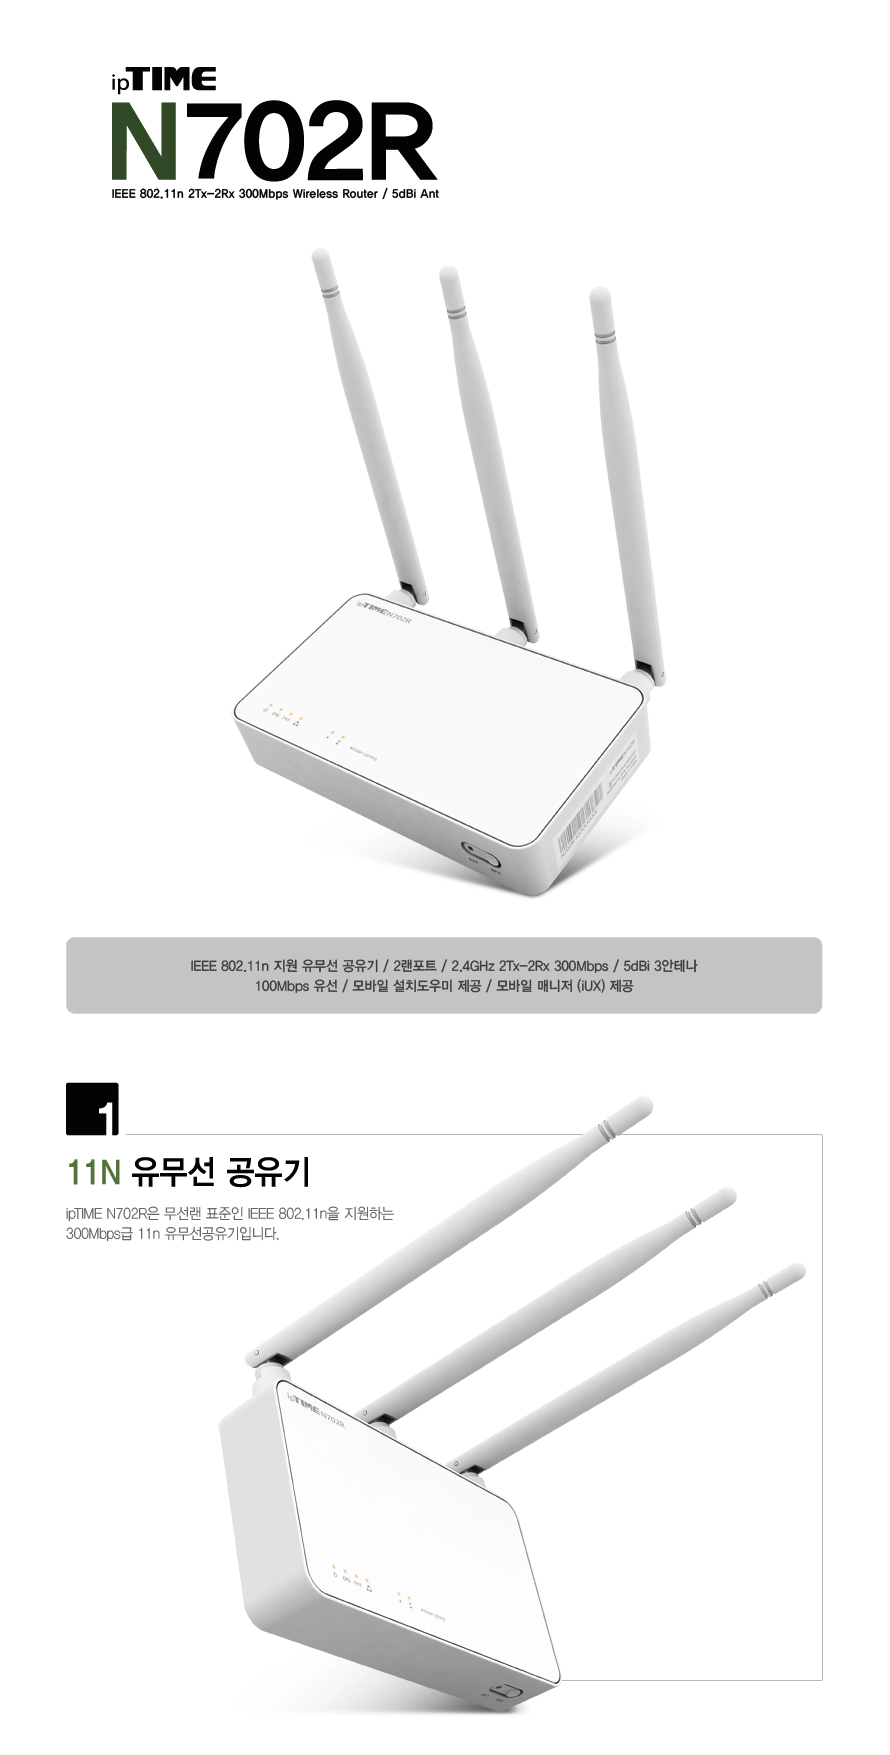 ipTIME
N702R
IEEE 802.11n 2Tx-2Rx 300Mbps Wireless Router / 5dBi Ant
ipTIME N702R
CPU
IEEE 802.11n 지원 유무선 공유기 / 2랜포트 / 2.4GHz 2Tx-2Rx 300Mbps / 5dBi 3안테나
100Mbps 유선 / 모바일 설치도우미 제공 / 모바일 매니저 (iUX) 제공
1
11N 유무선 공유기
ipTIME N702R은 무선랜 표준인 IEEE 802.11n을 지원하는
300Mbps급 11n 유무선공유기입니다.
ipTIME N702R
CPU